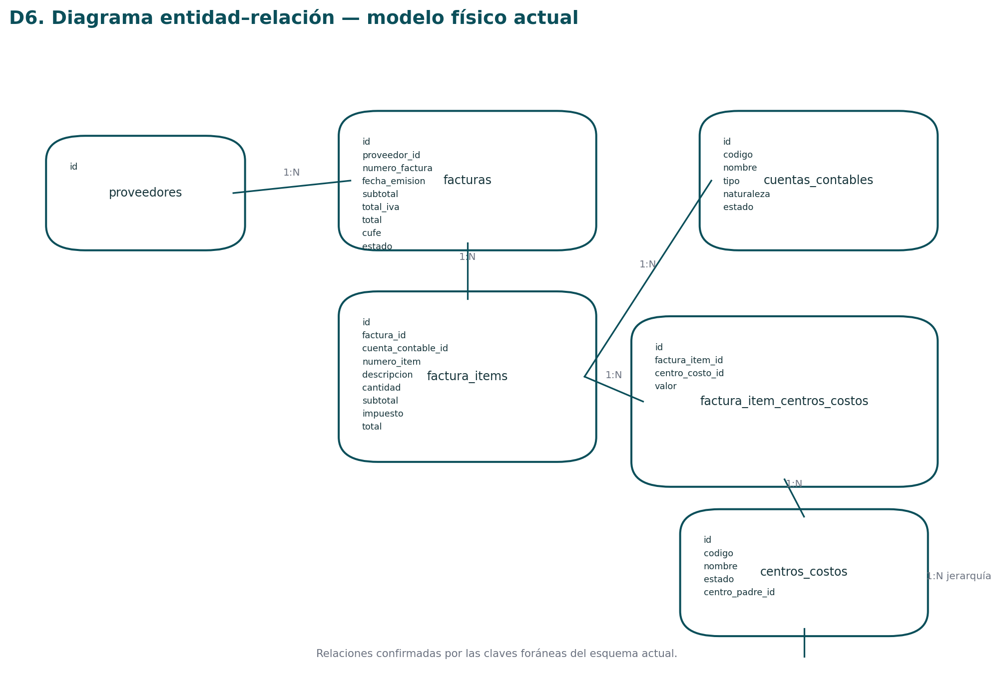 D6. Diagrama entidad–relación — modelo físico actual
id
proveedores
1:N
id
proveedor_id
numero_factura
fecha_emision
subtotal
total_iva
total
cufe
estado
facturas
1:N
id
codigo
nombre
tipo
naturaleza
estado
cuentas_contables
1:N
id
factura_id
cuenta_contable_id
numero_item
descripcion
cantidad
subtotal
impuesto
total
factura_items
1:N
id
factura_item_id
centro_costo_id
valor
factura_item_centros_costos
1:N
id
codigo
nombre
estado
centro_padre_id
centros_costos
1:N jerarquía
Relaciones confirmadas por las claves foráneas del esquema actual.